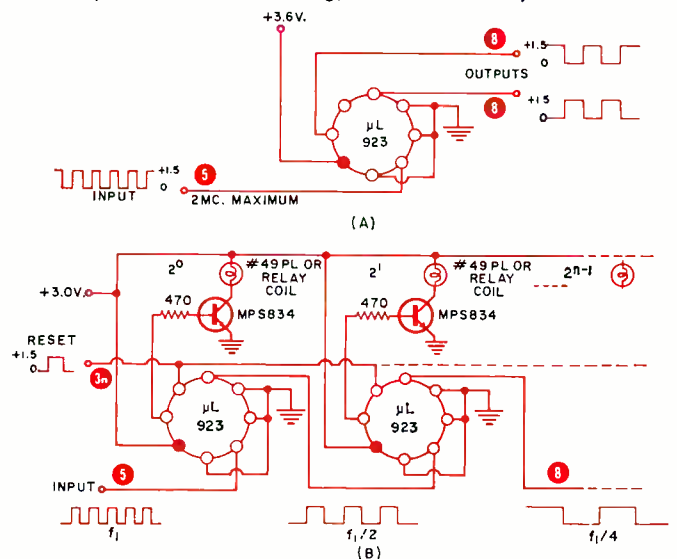 +3.6V.
8
+1.5
0
OUTPUTS
+1.5
0
8
μL
923
+1.5
0
INPUT
5
2MC. MAXIMUM
(A)
2⁰
#49 PL OR
RELAY
COIL
2¹
#49 PL OR
RELAY
COIL
2ⁿ⁻¹
+3.0V.
470
MPS834
470
MPS834
RESET
+1.5
0
3n
μL
923
μL
923
INPUT
5
8
f₁
f₁/2
f₁/4
(B)